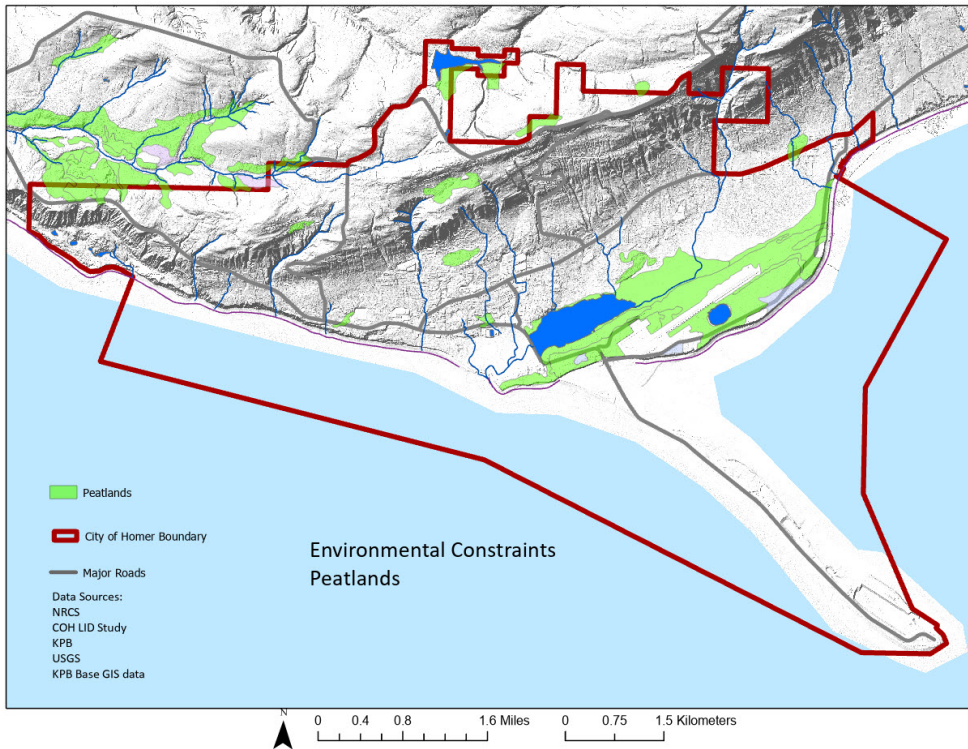 Peatlands
City of Homer Boundary
Major Roads
Data Sources:
NRCS
COH LID Study
KPB
USGS
KPB Base GIS data
Environmental Constraints
Peatlands
N
0 0.4 0.8 1.6 Miles
0 0.75 1.5 Kilometers